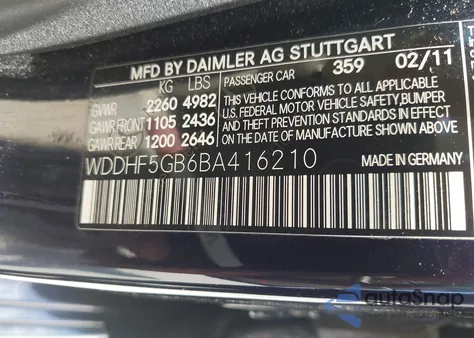 MFD BY DAIMLER AG STUTTGART
KG LBS PASSENGER CAR 359 02/11
GVWR 2260 4982 THIS VEHICLE CONFORMS TO ALL APPLICABLE
GAWR FRONT 1105 2436 U.S. FEDERAL MOTOR VEHICLE SAFETY,BUMPER
GAWR REAR 1200 2646 AND THEFT PREVENTION STANDARDS IN EFFECT ON THE DATE OF MANUFACTURE SHOWN ABOVE.
WDDHF5GB6BA416210 MADE IN GERMANY
autoSnap